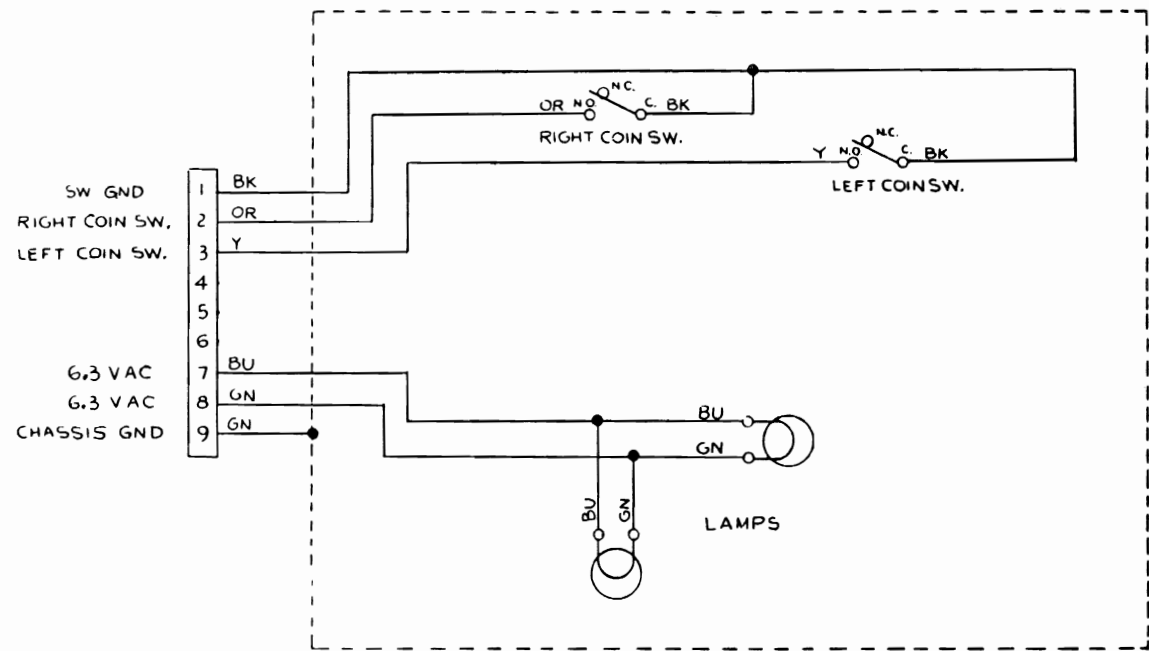 N.C.
OR N.O. C. BK
RIGHT COIN SW.
N.C.
Y N.O. C. BK
LEFT COIN SW.
SW GND 1 BK
RIGHT COIN SW. 2 OR
LEFT COIN SW. 3 Y
4
5
6
6.3 VAC 7 BU
6.3 VAC 8 GN
CHASSIS GND 9 GN
BU
GN
BU GN
LAMPS